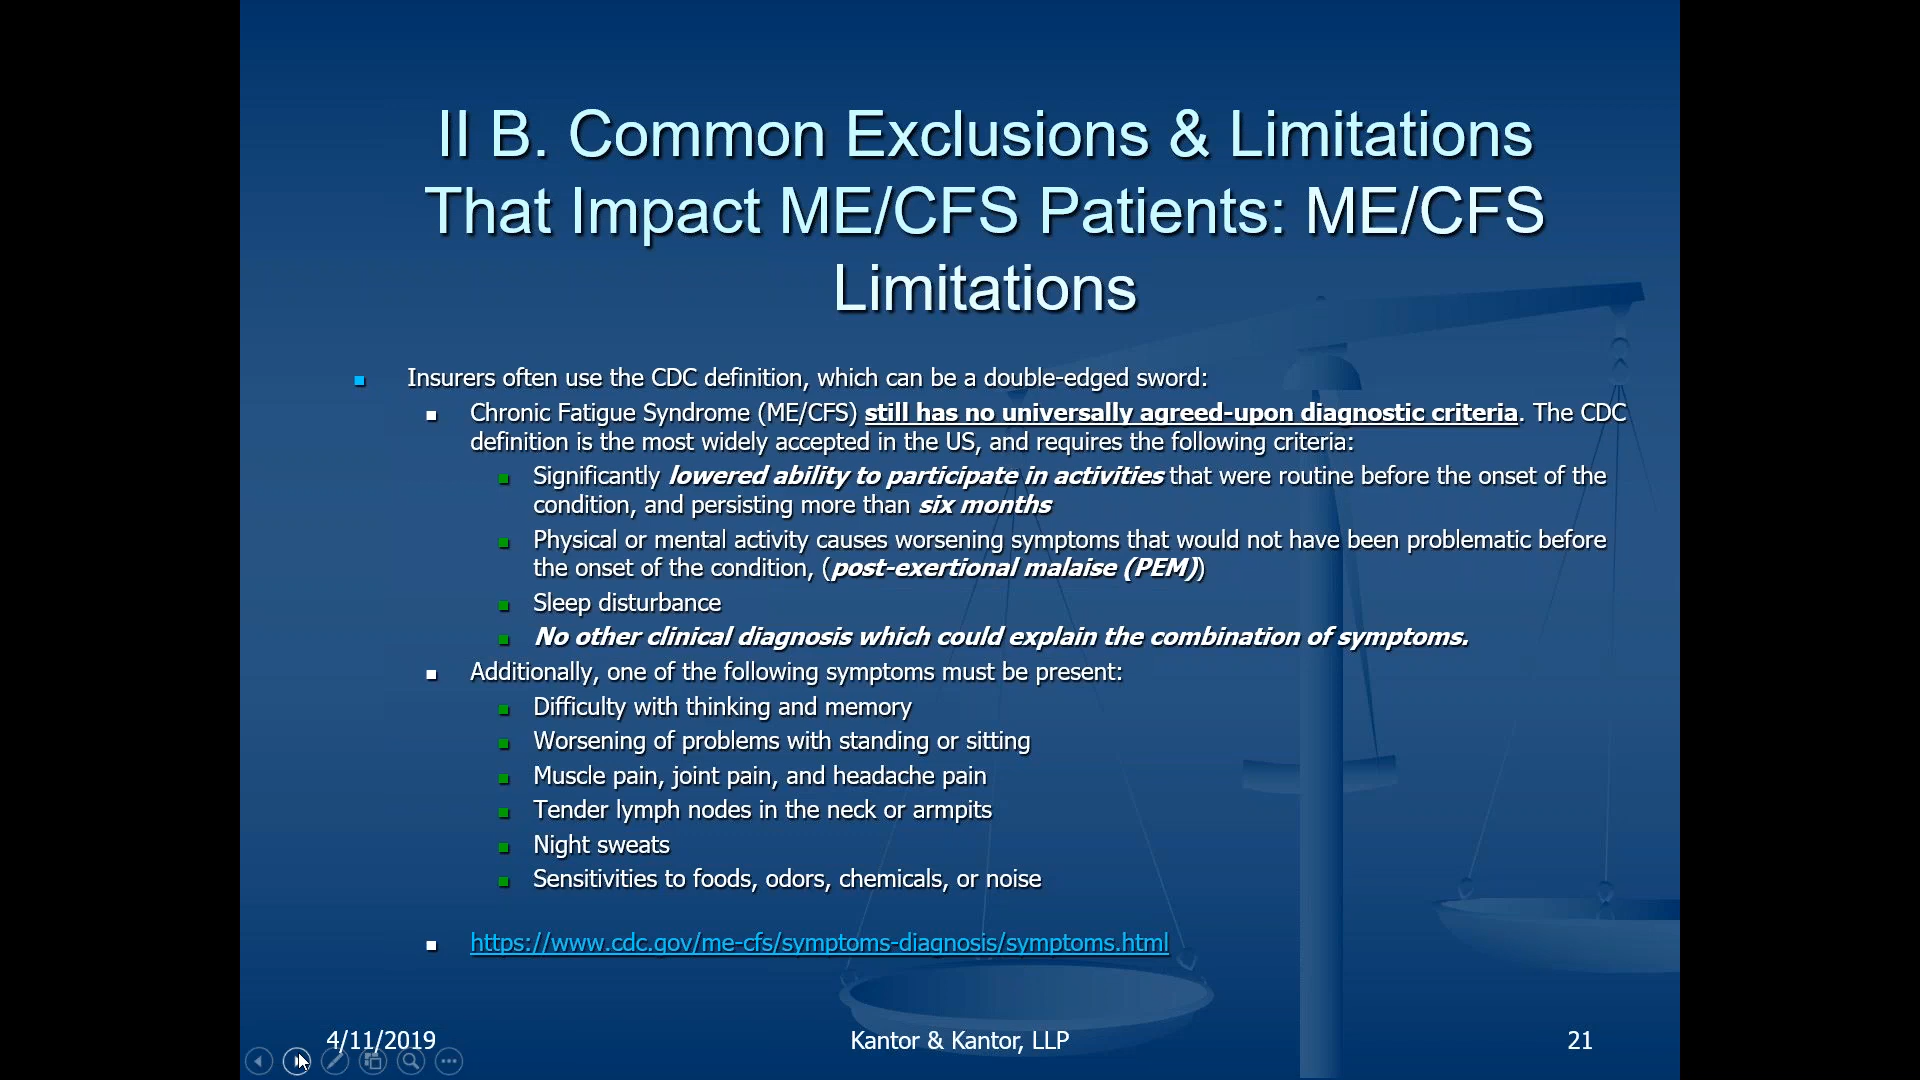 II B. Common Exclusions & Limitations
That Impact ME/CFS Patients: ME/CFS
Limitations
Insurers often use the CDC definition, which can be a double-edged sword:
Chronic Fatigue Syndrome (ME/CFS) still has no universally agreed-upon diagnostic criteria. The CDC
definition is the most widely accepted in the US, and requires the following criteria:
Significantly lowered ability to participate in activities that were routine before the onset of the
condition, and persisting more than six months
Physical or mental activity causes worsening symptoms that would not have been problematic before
the onset of the condition, (post-exertional malaise (PEM))
Sleep disturbance
No other clinical diagnosis which could explain the combination of symptoms.
Additionally, one of the following symptoms must be present:
Difficulty with thinking and memory
Worsening of problems with standing or sitting
Muscle pain, joint pain, and headache pain
Tender lymph nodes in the neck or armpits
Night sweats
Sensitivities to foods, odors, chemicals, or noise
https://www.cdc.gov/me-cfs/symptoms-diagnosis/symptoms.html
4/11/2019
Kantor & Kantor, LLP
21